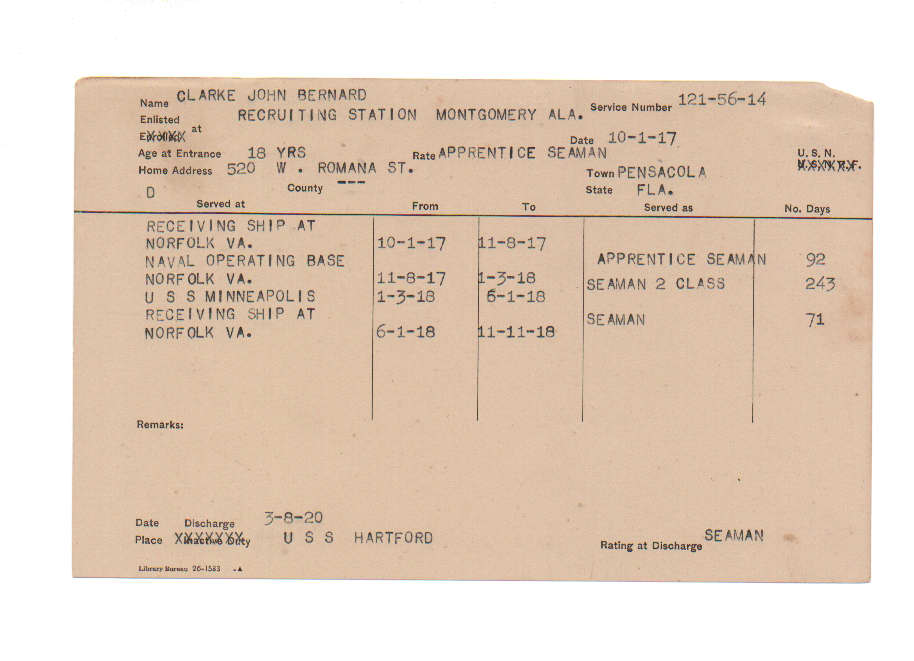 Name CLARKE JOHN BERNARD Service Number 121-56-14
Enlisted at RECRUITING STATION MONTGOMERY ALA.
Enrolled Date 10-1-17
Age at Entrance 18 YRS Rate APPRENTICE SEAMAN U. S. N.
Home Address 520 W. ROMANA ST. Town PENSACOLA U. S. N. R. F.
D County --- State FLA.
Served at From To Served as No. Days
RECEIVING SHIP AT
NORFOLK VA. 10-1-17 11-8-17
NAVAL OPERATING BASE APPRENTICE SEAMAN 92
NORFOLK VA. 11-8-17 1-3-18 SEAMAN 2 CLASS 243
U S S MINNEAPOLIS 1-3-18 6-1-18
RECEIVING SHIP AT SEAMAN 71
NORFOLK VA. 6-1-18 11-11-18
Remarks:
Date Discharge 3-8-20
Place Inactive Duty U S S HARTFORD Rating at Discharge SEAMAN
Library Bureau 26-1583